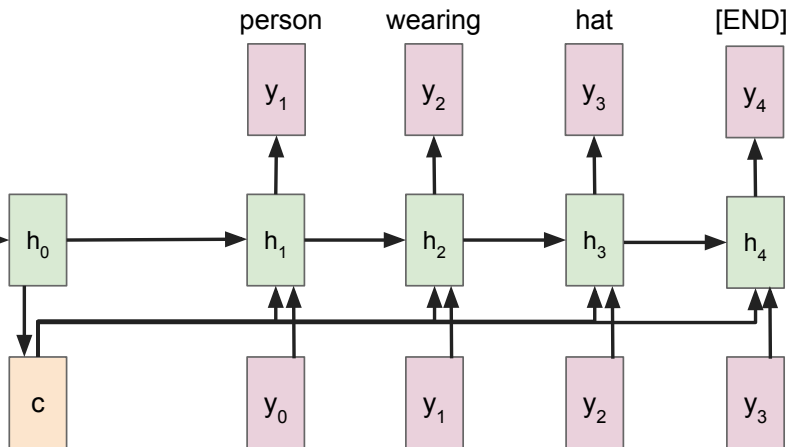 person wearing hat [END]
y₁ y₂ y₃ y₄
h₀ h₁ h₂ h₃ h₄
c y₀ y₁ y₂ y₃